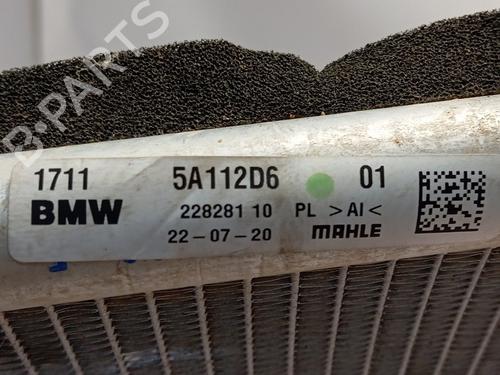 B-PARTS
1711 5A112D6 01
BMW 228281 10 PL >Al<
22-07-20 MAHLE